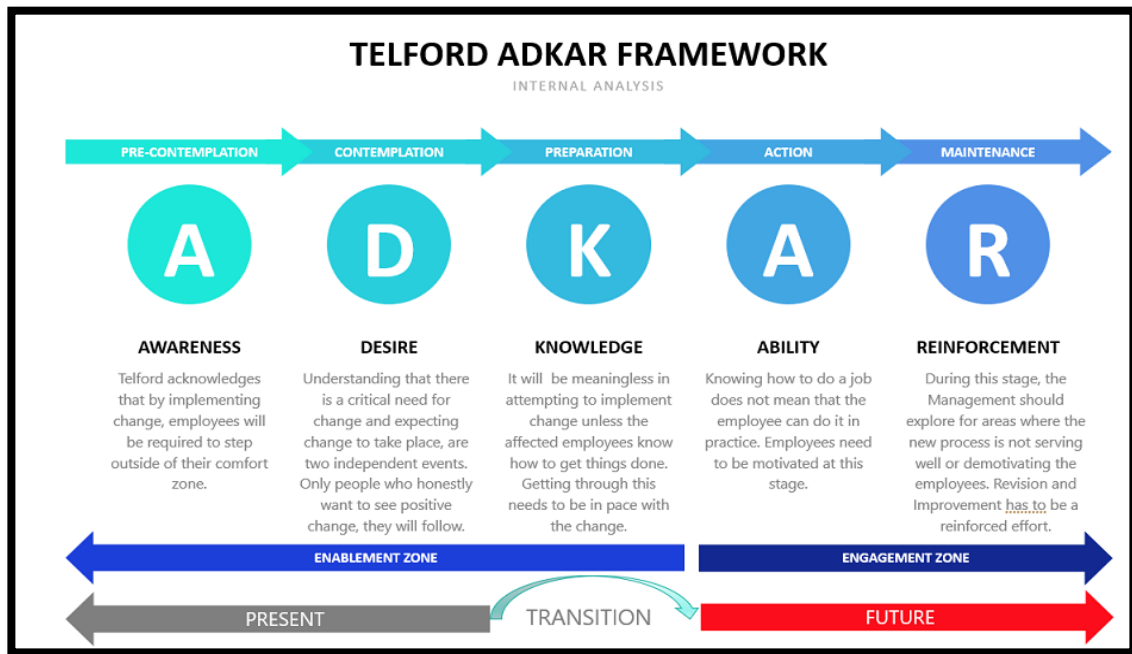 TELFORD ADKAR FRAMEWORK
INTERNAL ANALYSIS
PRE-CONTEMPLATION
CONTEMPLATION
PREPARATION
ACTION
MAINTENANCE
A
D
K
A
R
AWARENESS
Telford acknowledges
that by implementing
change, employees will
be required to step
outside of their comfort
zone.
DESIRE
Understanding that there
is a critical need for
change and expecting
change to take place, are
two independent events.
Only people who honestly
want to see positive
change, they will follow.
KNOWLEDGE
It will  be meaningless in
attempting to implement
change unless the
affected employees know
how to get things done.
Getting through this
needs to be in pace with
the change.
ABILITY
Knowing how to do a job
does not mean that the
employee can do it in
practice. Employees need
to be motivated at this
stage.
REINFORCEMENT
During this stage, the
Management should
explore for areas where the
new process is not serving
well or demotivating the
employees. Revision and
Improvement has to be a
reinforced effort.
ENABLEMENT ZONE
ENGAGEMENT ZONE
PRESENT
TRANSITION
FUTURE